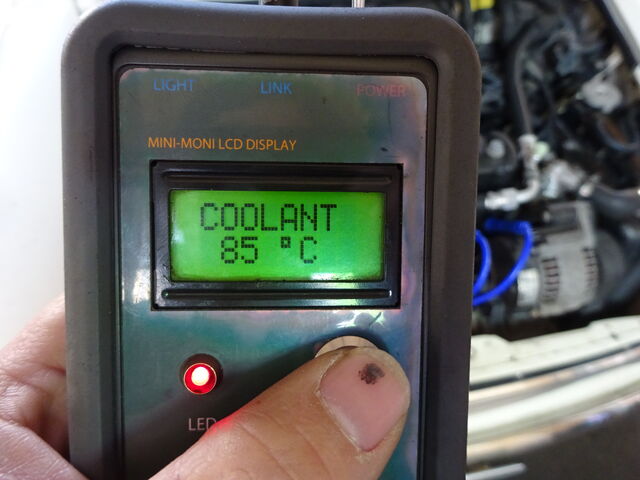 LIGHT LINK POWER
MINI-MONI LCD DISPLAY
COOLANT
85 °C
LED